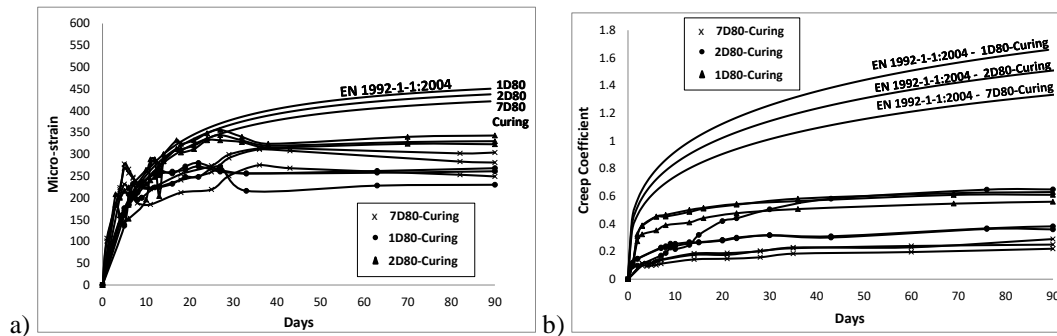 600
550
500
450
400
350
300
250
200
150
100
50
0
Micro-strain
EN 1992-1-1:2004
1D80
2D80
7D80
Curing
7D80-Curing
1D80-Curing
2D80-Curing
0 10 20 30 40 50 60 70 80 90
Days
a)
1.8
1.6
1.4
1.2
1
0.8
0.6
0.4
0.2
0
Creep Coefficient
7D80-Curing
2D80-Curing
1D80-Curing
EN 1992-1-1:2004 - 1D80-Curing
EN 1992-1-1:2004 - 2D80-Curing
EN 1992-1-1:2004 - 7D80-Curing
0 10 20 30 40 50 60 70 80 90
Days
b)